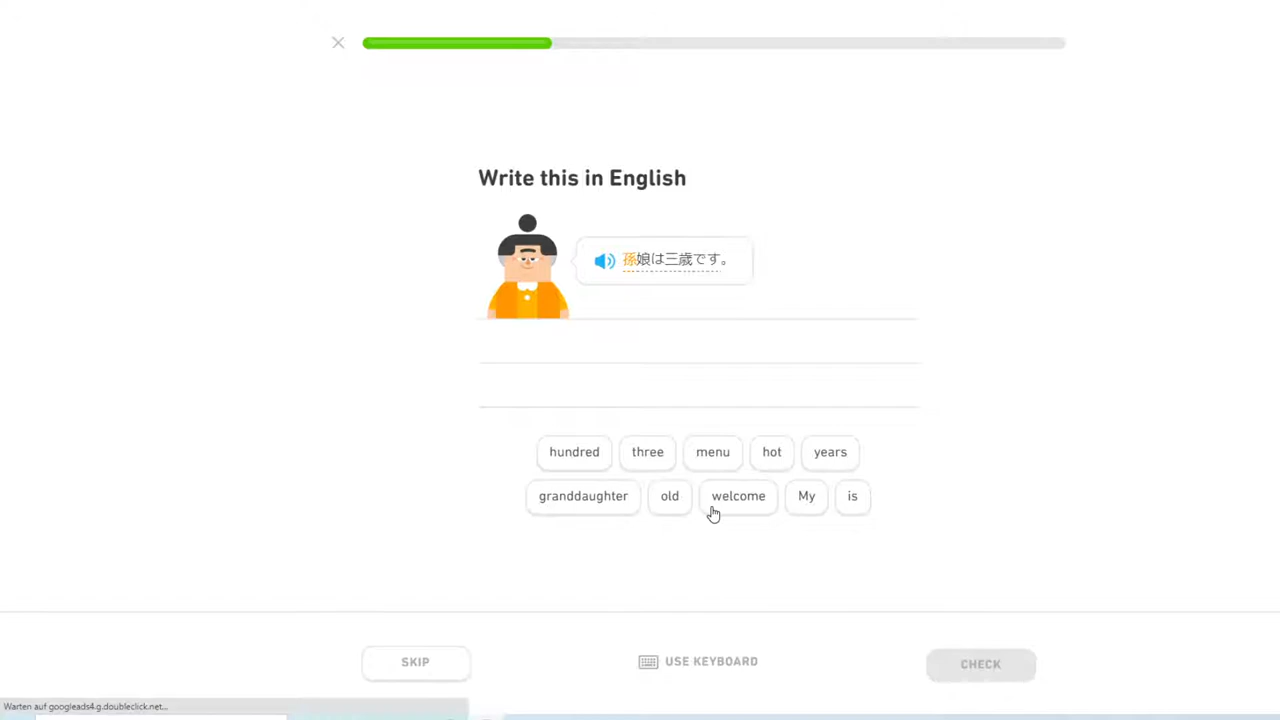 Write this in English
孫娘は三歳です。
hundred three menu hot years
granddaughter old welcome My is
SKIP USE KEYBOARD CHECK
Warten auf googleads4.g.doubleclick.net...